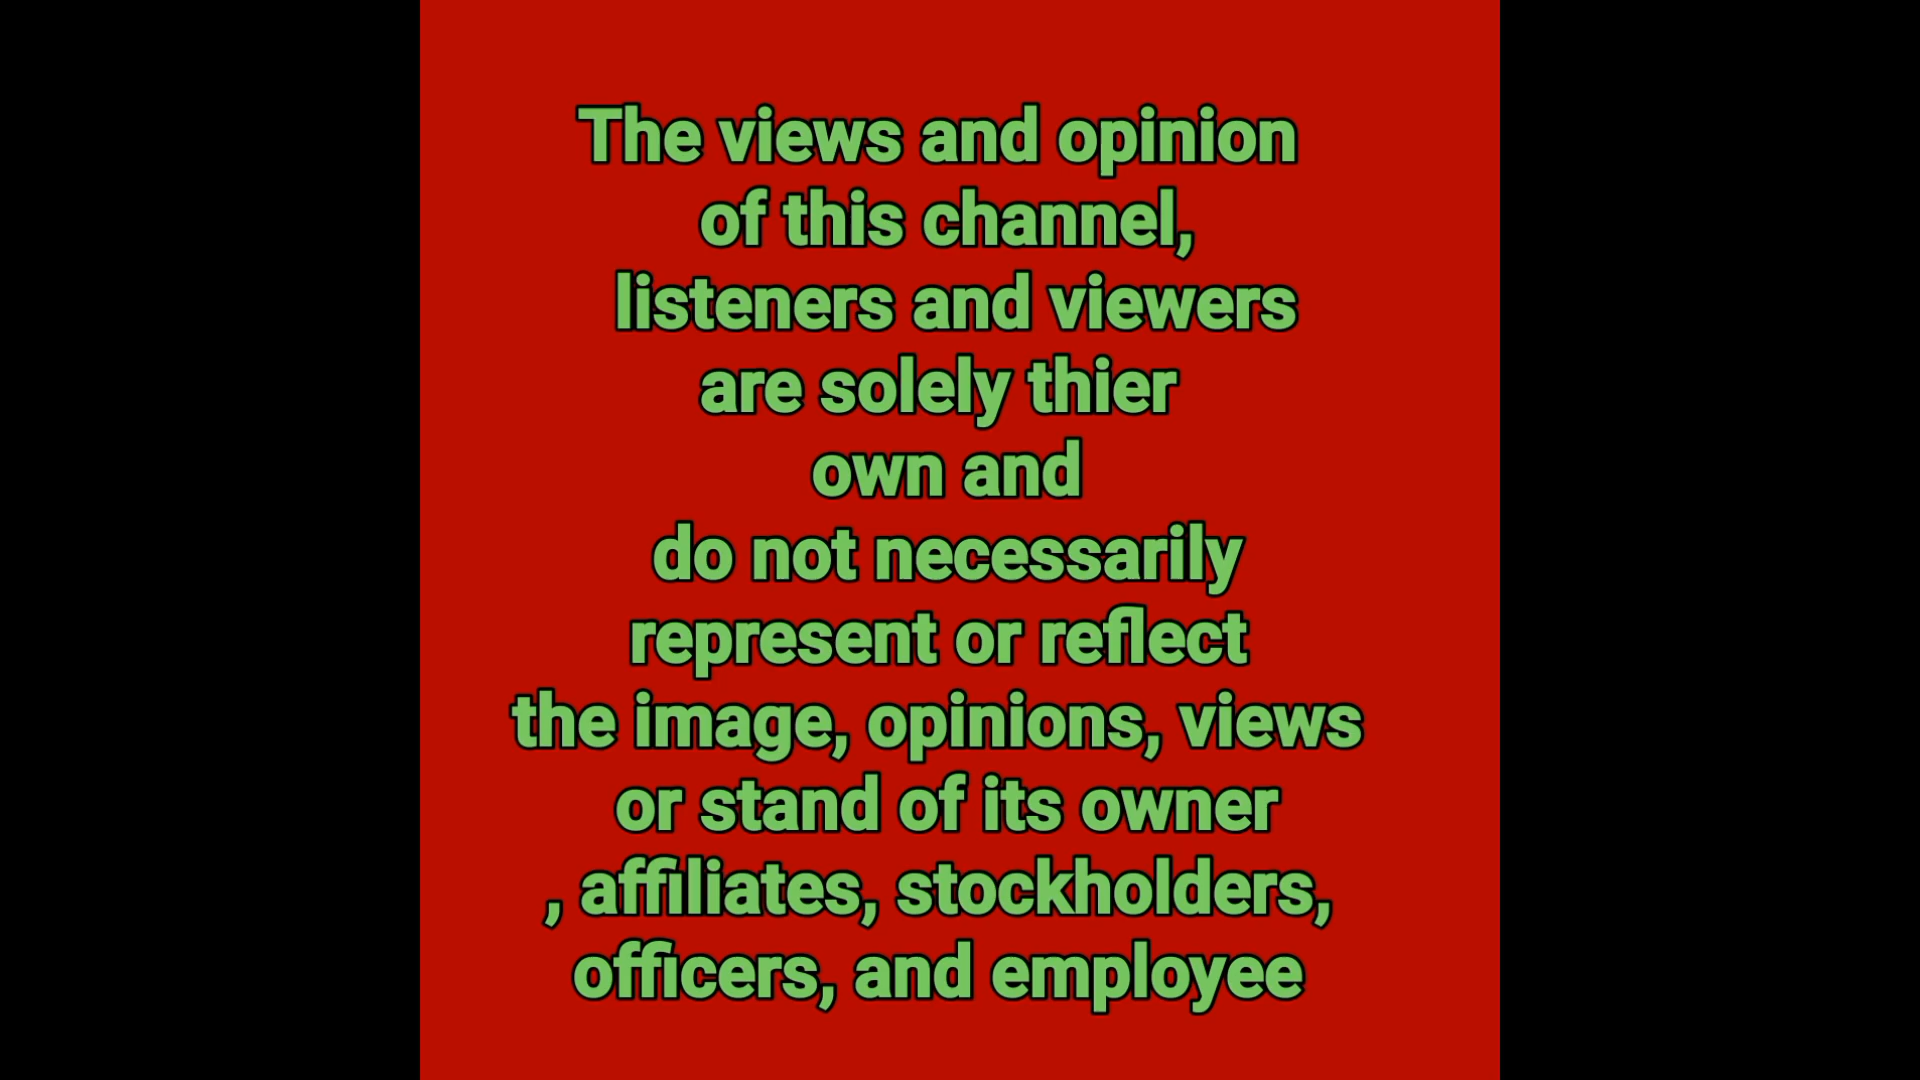 The views and opinion
of this channel,
listeners and viewers
are solely thier
own and
do not necessarily
represent or reflect
the image, opinions, views
or stand of its owner
, affiliates, stockholders,
officers, and employee